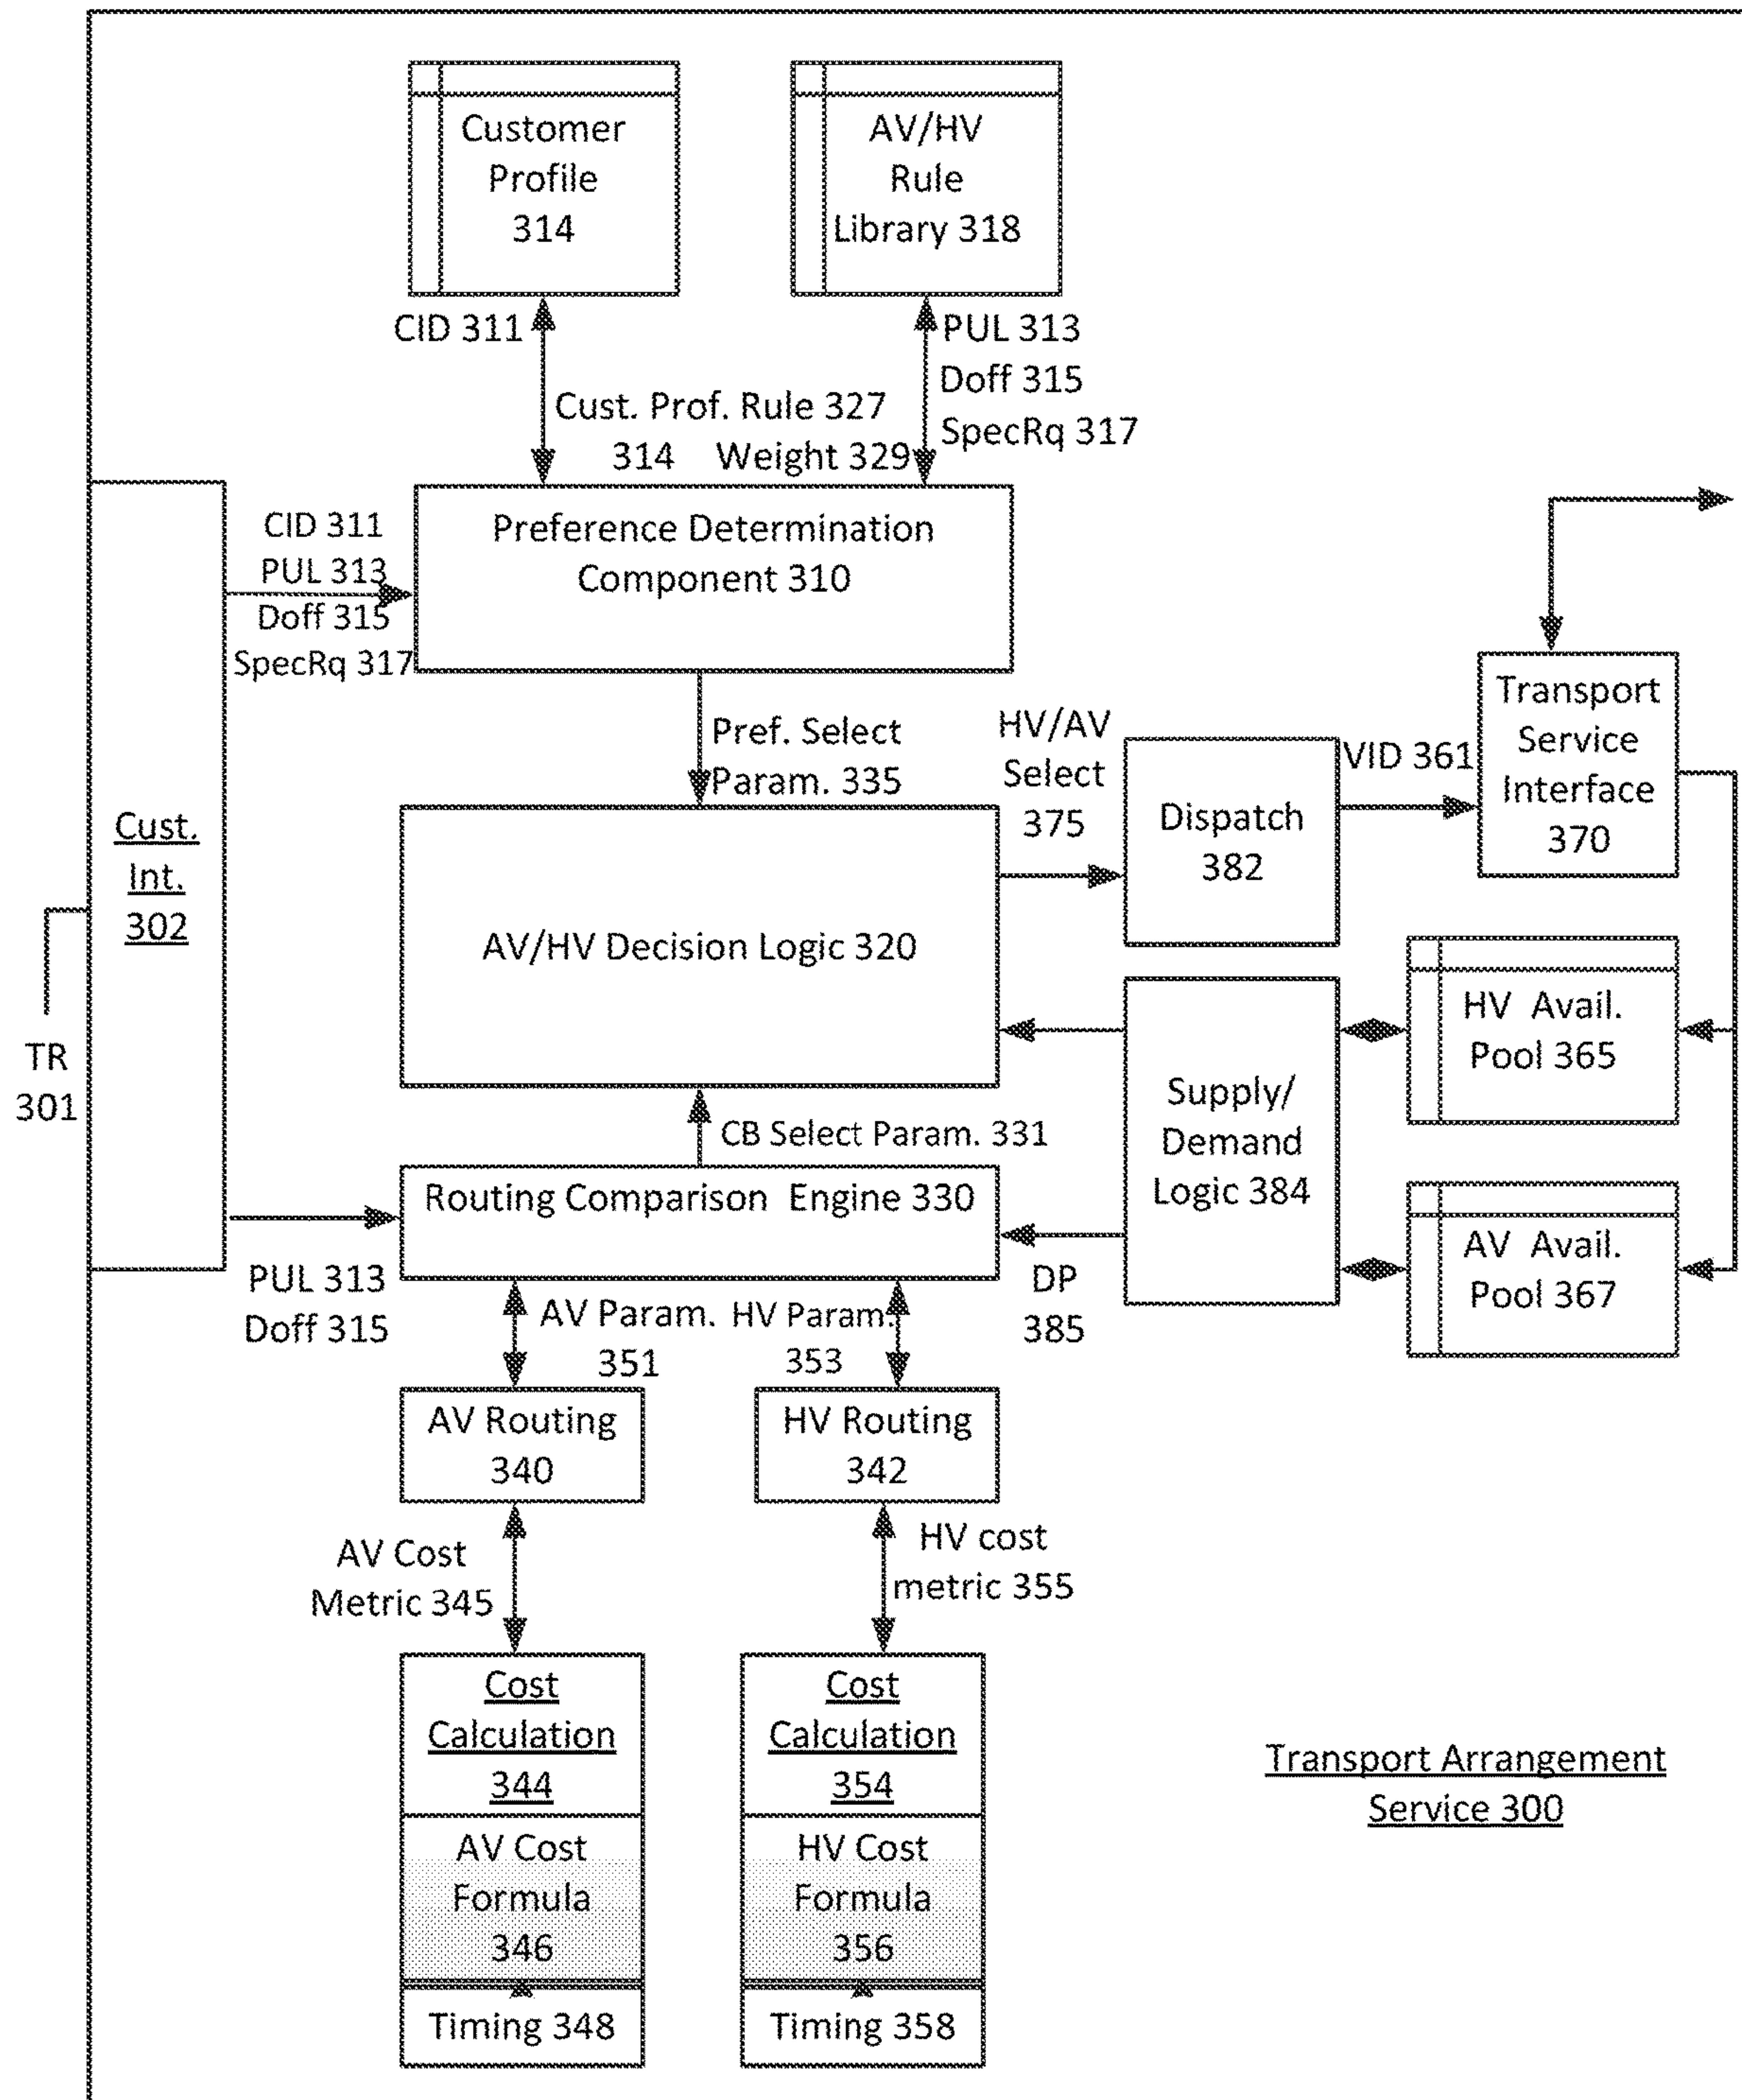 Customer
Profile
314
AV/HV
Rule
Library 318
CID 311
PUL 313
Doff 315
SpecRq 317
Cust. Prof. Rule 327
314 Weight 329
CID 311
PUL 313
Doff 315
SpecRq 317
Preference Determination
Component 310
Pref. Select
Param. 335
HV/AV
Select
375
Dispatch
382
VID 361
Transport
Service
Interface
370
Cust.
Int.
302
TR
301
AV/HV Decision Logic 320
Supply/
Demand
Logic 384
HV Avail.
Pool 365
AV Avail.
Pool 367
CB Select Param. 331
Routing Comparison Engine 330
PUL 313
Doff 315
DP
385
AV Param.
351
HV Param.
353
AV Routing
340
HV Routing
342
AV Cost
Metric 345
HV cost
metric 355
Cost
Calculation
344
AV Cost
Formula
346
Timing 348
Cost
Calculation
354
HV Cost
Formula
356
Timing 358
Transport Arrangement
Service 300